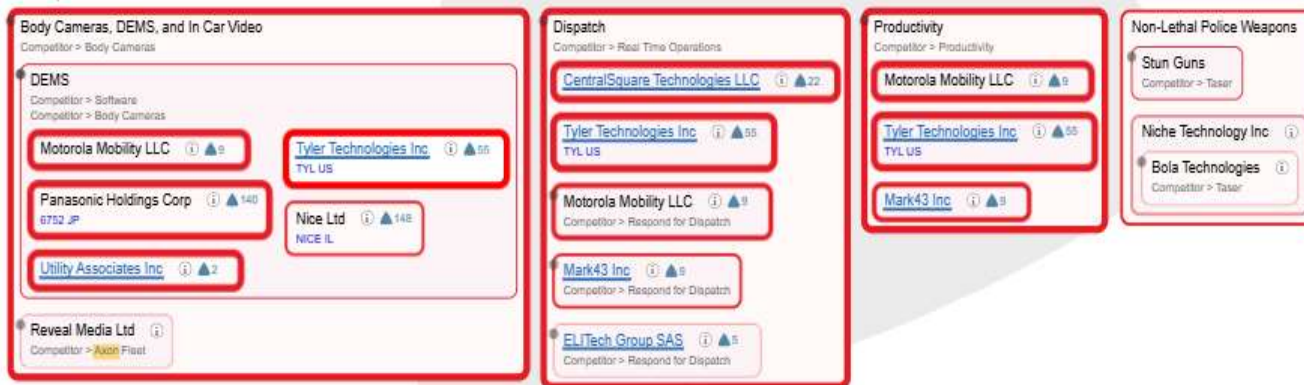 Body Cameras, DEMS, and In Car Video
Competitor > Body Cameras
DEMS
Competitor > Software
Competitor > Body Cameras
Motorola Mobility LLC 9
Tyler Technologies Inc 55
TYL US
Panasonic Holdings Corp 140
6752 JP
Nice Ltd 148
NICE IL
Utility Associates Inc 2
Reveal Media Ltd
Competitor > Axon Fleet
Dispatch
Competitor > Real Time Operations
CentralSquare Technologies LLC 22
Tyler Technologies Inc 55
TYL US
Motorola Mobility LLC 9
Competitor > Respond for Dispatch
Mark43 Inc 9
Competitor > Respond for Dispatch
ELITech Group SAS 5
Competitor > Respond for Dispatch
Productivity
Competitor > Productivity
Motorola Mobility LLC 9
Tyler Technologies Inc 55
TYL US
Mark43 Inc 9
Non-Lethal Police Weapons
Stun Guns
Competitor > Taser
Niche Technology Inc
Bola Technologies
Competitor > Taser